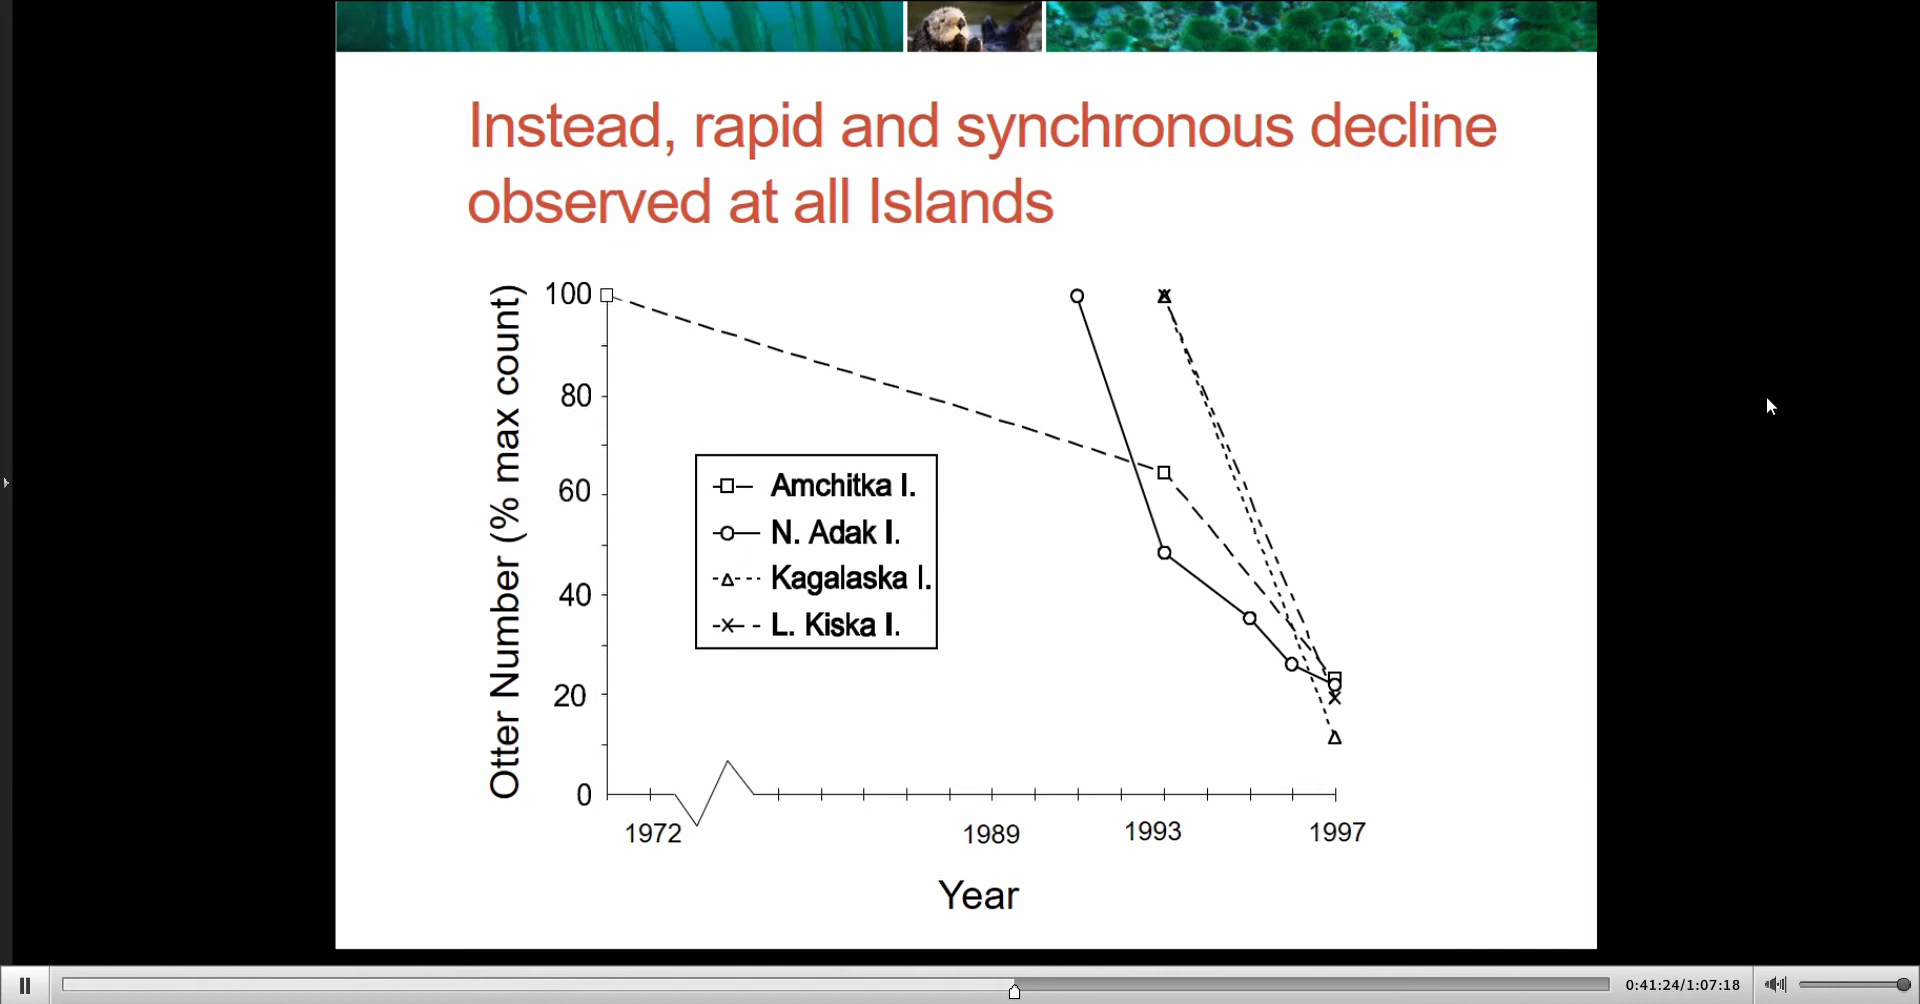 Instead, rapid and synchronous decline
observed at all Islands
Otter Number (% max count)
100
80
60
40
20
0
Amchitka I.
N. Adak I.
Kagalaska I.
L. Kiska I.
1972
1989
1993
1997
Year
0:41:24/1:07:18